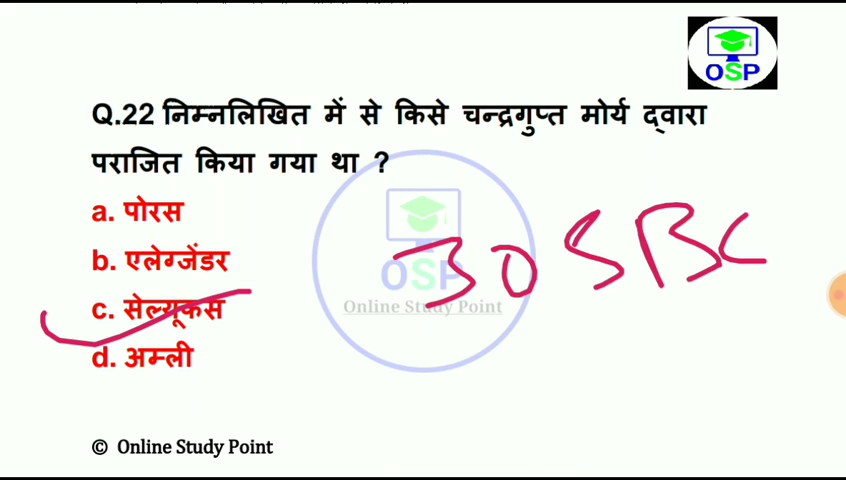 OSP
Q.22 निम्नलिखित में से किसे चन्द्रगुप्त मोर्य द्वारा
पराजित किया गया था ?
a. पोरस
b. एलेग्जेंडर
c. सेल्यूकस
d. अम्ली
305BC
OSP
Online Study Point
© Online Study Point